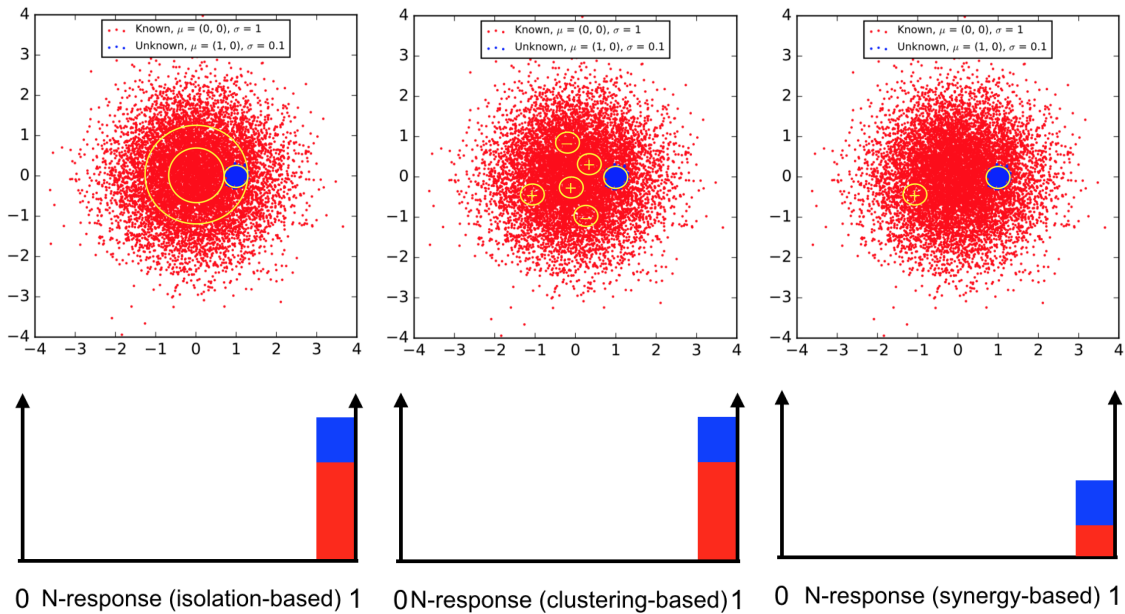 Known, μ = (0, 0), σ = 1
Unknown, μ = (1, 0), σ = 0.1
4
3
2
1
0
−1
−2
−3
−4
−4 −3 −2 −1 0 1 2 3 4
Known, μ = (0, 0), σ = 1
Unknown, μ = (1, 0), σ = 0.1
4
3
2
1
0
−1
−2
−3
−4
−4 −3 −2 −1 0 1 2 3 4
−
+
+
+
−
Known, μ = (0, 0), σ = 1
Unknown, μ = (1, 0), σ = 0.1
4
3
2
1
0
−1
−2
−3
−4
−4 −3 −2 −1 0 1 2 3 4
+
0 N-response (isolation-based) 1
0 N-response (clustering-based) 1
0 N-response (synergy-based) 1